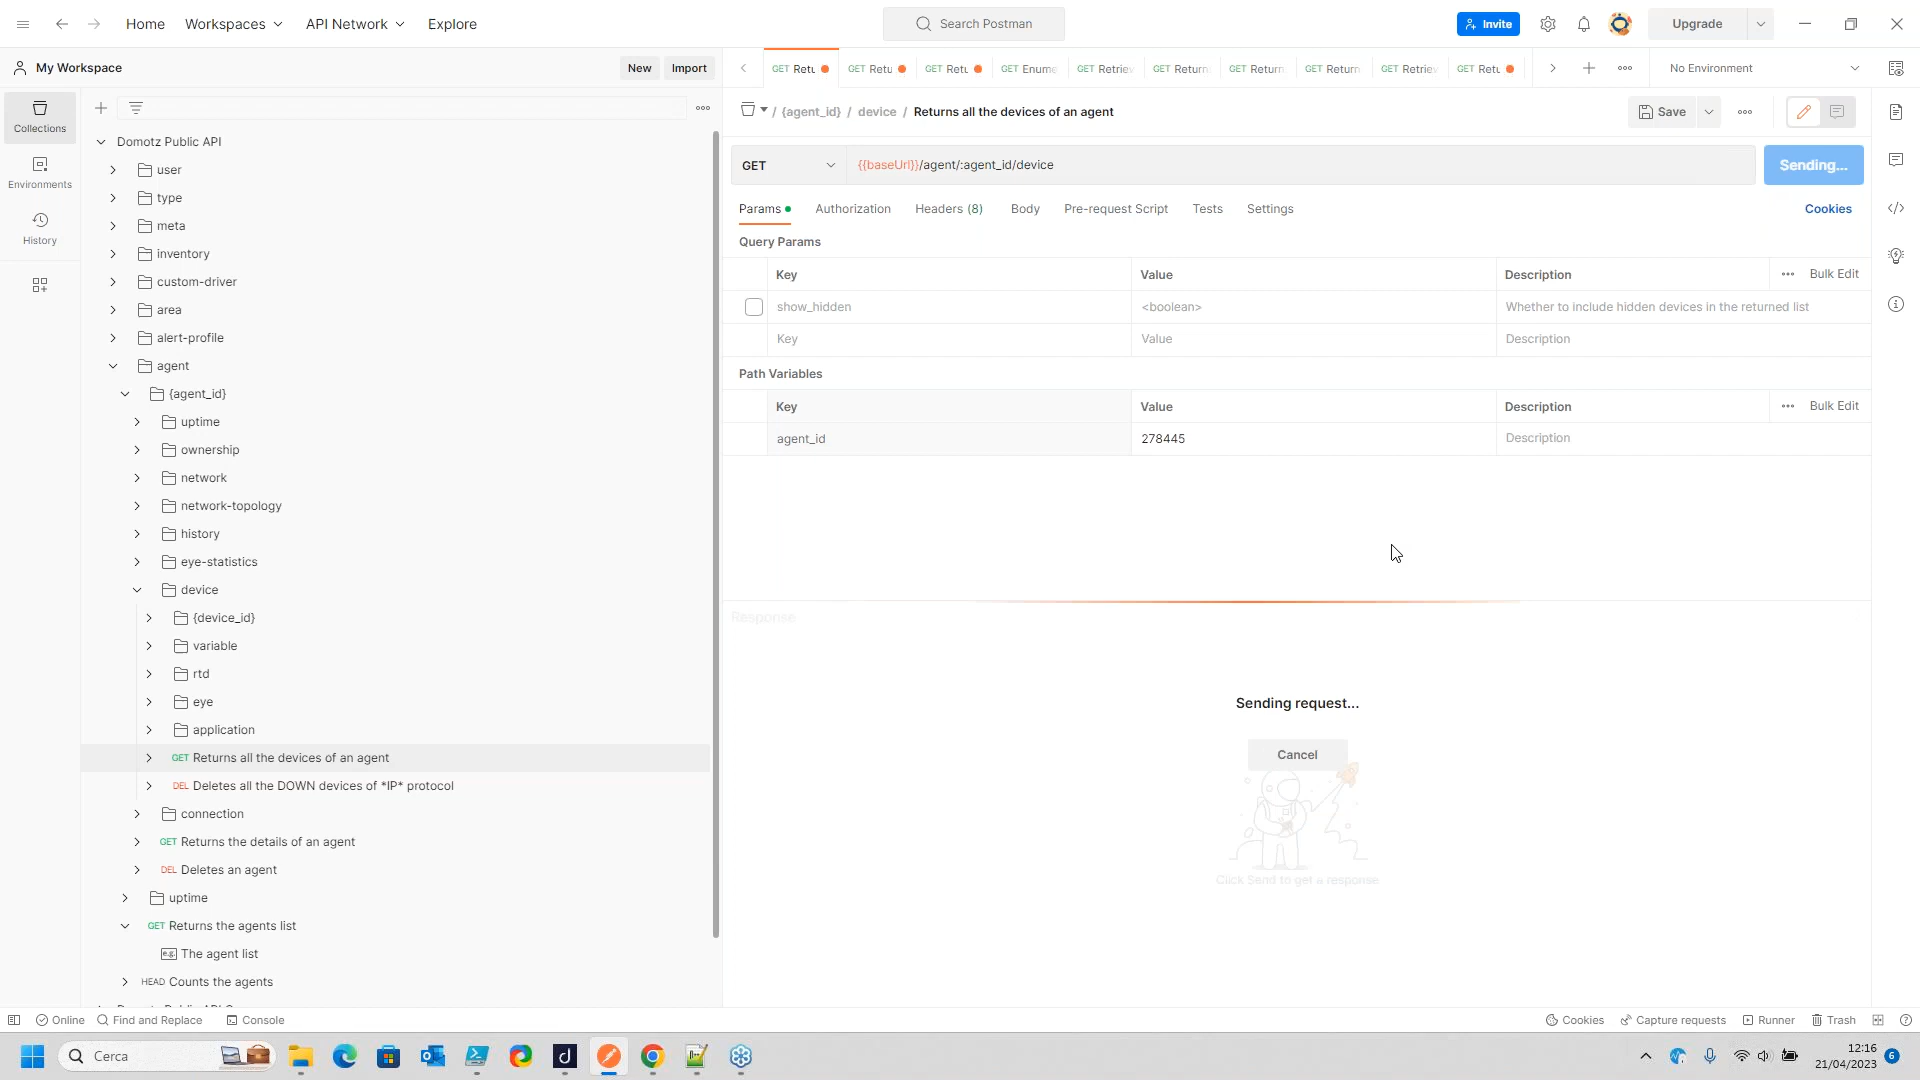 Home
Workspaces
API Network
Explore
Search Postman
Invite
Upgrade
My Workspace
New
Import
GET Retu
GET Retu
GET Retu
GET Enume
GET Retrie
GET Return
GET Return
GET Return
GET Retrie
GET Retu
No Environment
Collections
Environments
History
Domotz Public API
user
type
meta
inventory
custom-driver
area
alert-profile
agent
{agent_id}
uptime
ownership
network
network-topology
history
eye-statistics
device
{device_id}
variable
rtd
eye
application
GET Returns all the devices of an agent
DEL Deletes all the DOWN devices of *IP* protocol
connection
GET Returns the details of an agent
DEL Deletes an agent
uptime
GET Returns the agents list
e.g. The agent list
HEAD Counts the agents
/ {agent_id} / device / Returns all the devices of an agent
Save
GET
{{baseUrl}}/agent/:agent_id/device
Sending...
Params
Authorization
Headers (8)
Body
Pre-request Script
Tests
Settings
Cookies
Query Params
Key
Value
Description
Bulk Edit
show_hidden
<boolean>
Whether to include hidden devices in the returned list
Key
Value
Description
Path Variables
Key
Value
Description
Bulk Edit
agent_id
278445
Description
Response
Sending request...
Cancel
Click Send to get a response
Online
Find and Replace
Console
Cookies
Capture requests
Runner
Trash
Cerca
12:16
21/04/2023
6